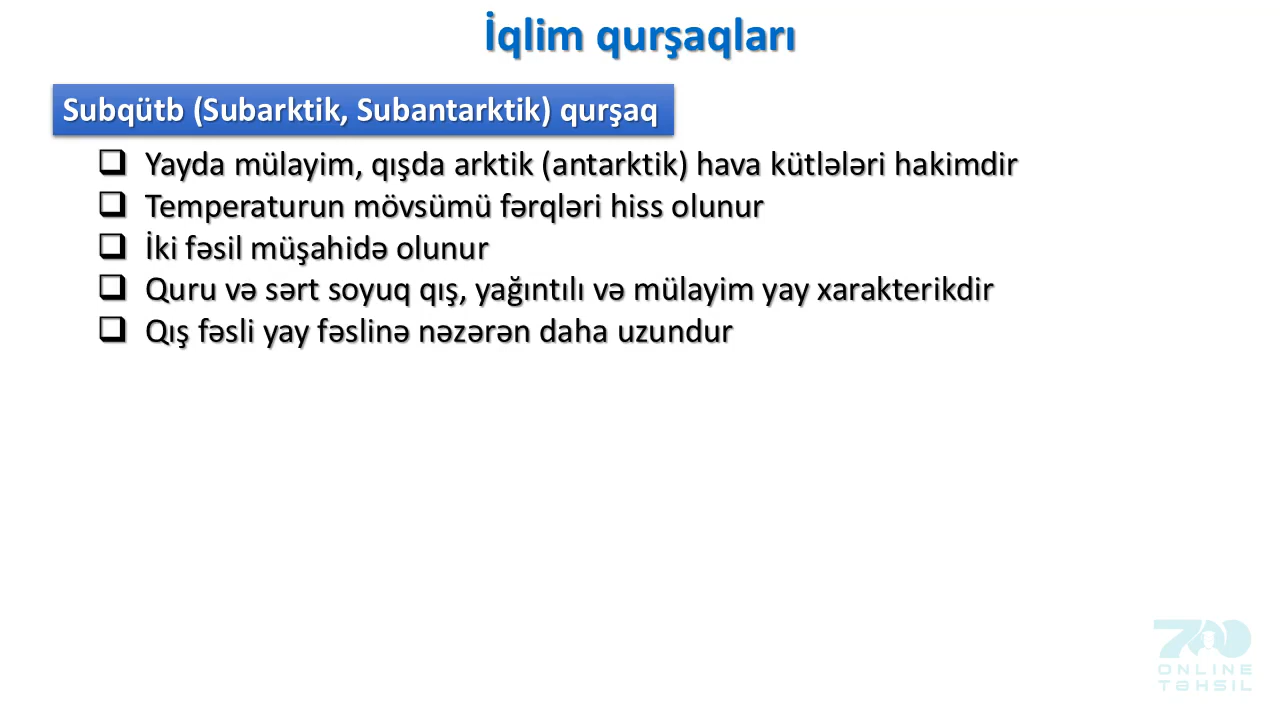 İqlim qurşaqları
Subqütb (Subarktik, Subantarktik) qurşaq
Yayda mülayim, qışda arktik (antarktik) hava kütlələri hakimdir
Temperaturun mövsümü fərqləri hiss olunur
İki fəsil müşahidə olunur
Quru və sərt soyuq qış, yağıntılı və mülayim yay xarakterikdir
Qış fəsli yay fəslinə nəzərən daha uzundur
700
ONLINE
TƏHSİL